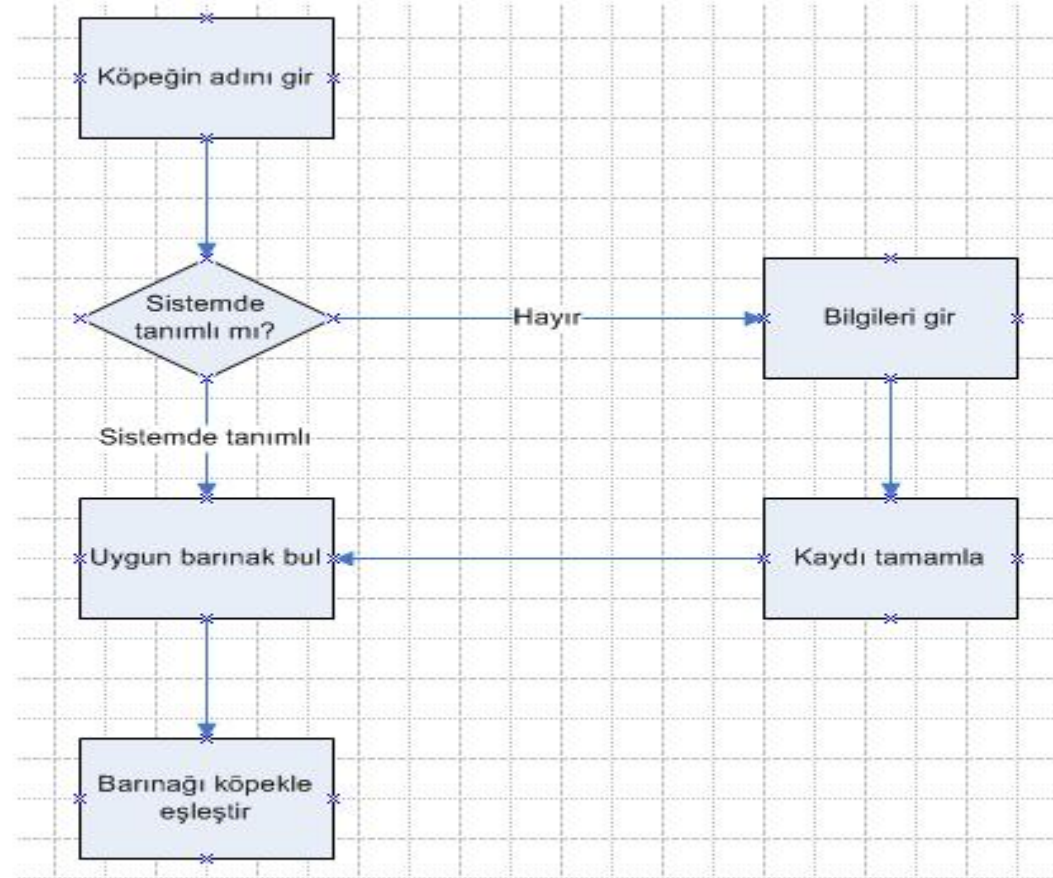 Köpeğin adını gir
Sistemde
tanımlı mı?
Hayır
Bilgileri gir
Sistemde tanımlı
Uygun barınak bul
Kaydı tamamla
Barınağı köpekle
eşleştir